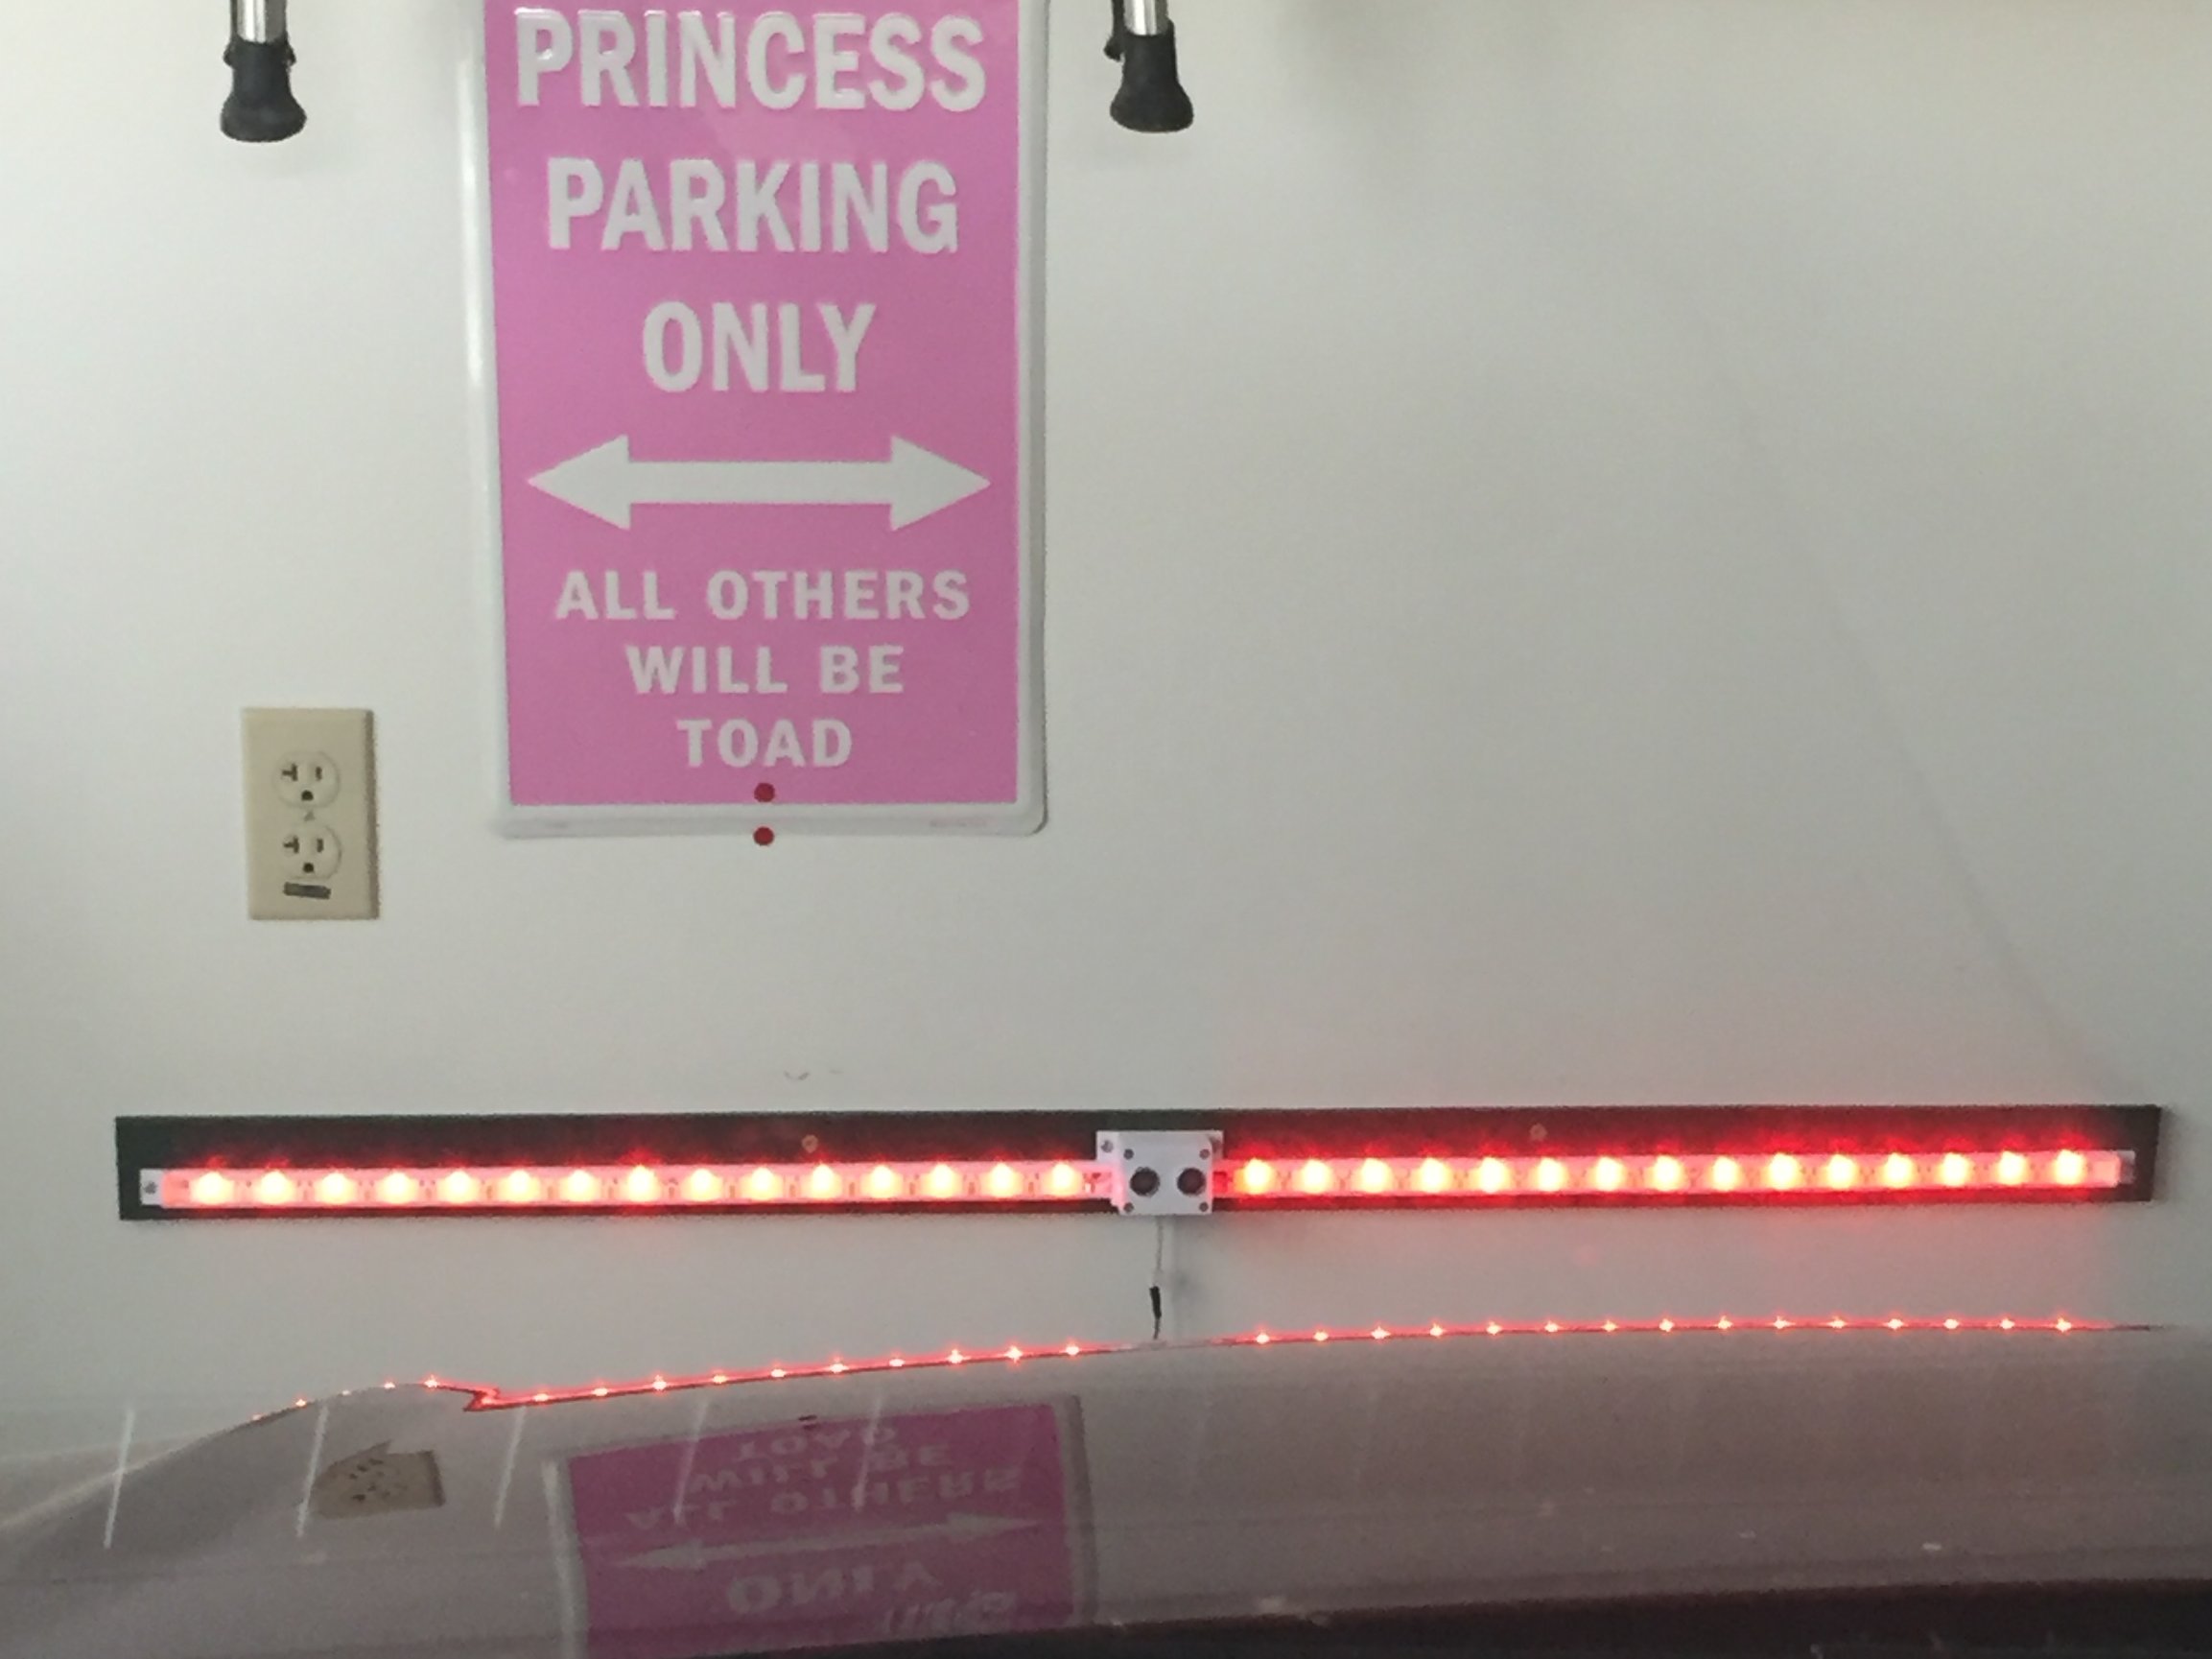 PRINCESS
PARKING
ONLY
ALL OTHERS
WILL BE
TOAD